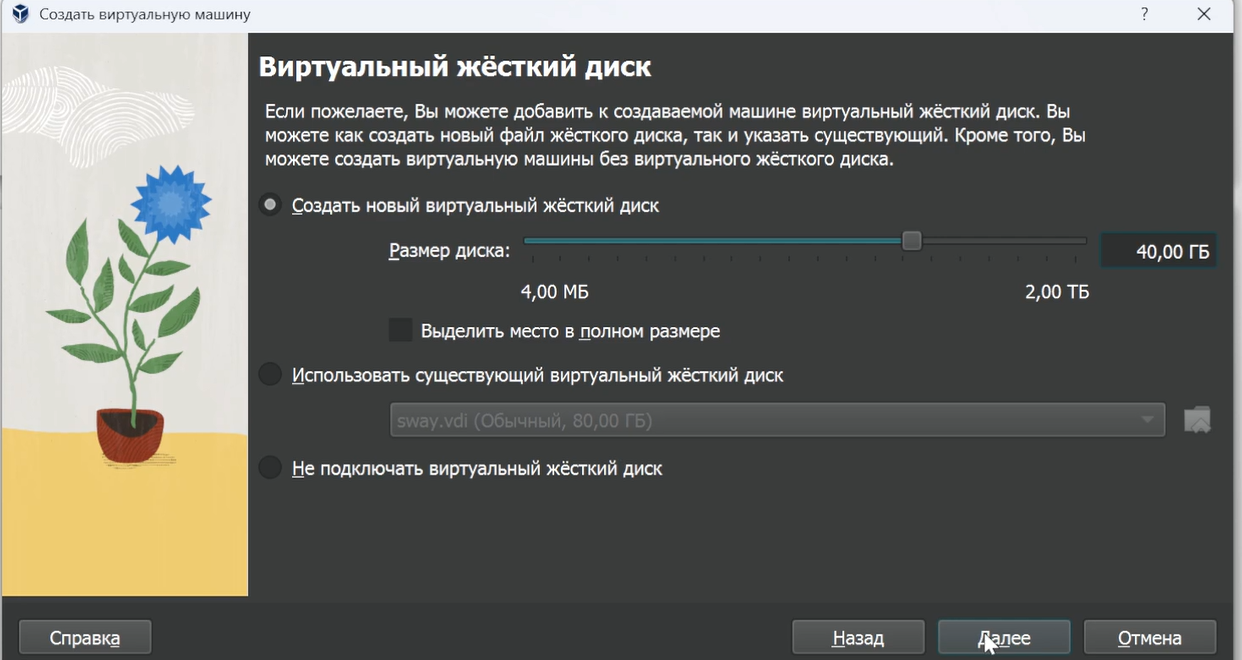 Создать виртуальную машину
?
Виртуальный жёсткий диск
Если пожелаете, Вы можете добавить к создаваемой машине виртуальный жёсткий диск. Вы
можете как создать новый файл жёсткого диска, так и указать существующий. Кроме того, Вы
можете создать виртуальную машины без виртуального жёсткого диска.
Создать новый виртуальный жёсткий диск
Размер диска:
40,00 ГБ
4,00 МБ
2,00 ТБ
Выделить место в полном размере
Использовать существующий виртуальный жёсткий диск
sway.vdi (Обычный, 80,00 ГБ)
Не подключать виртуальный жёсткий диск
Справка
Назад
Далее
Отмена